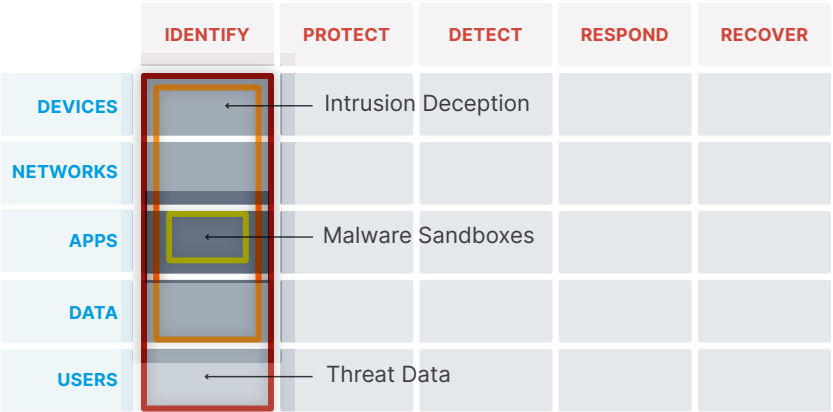 IDENTIFY PROTECT DETECT RESPOND RECOVER
DEVICES Intrusion Deception
NETWORKS
APPS Malware Sandboxes
DATA
USERS Threat Data